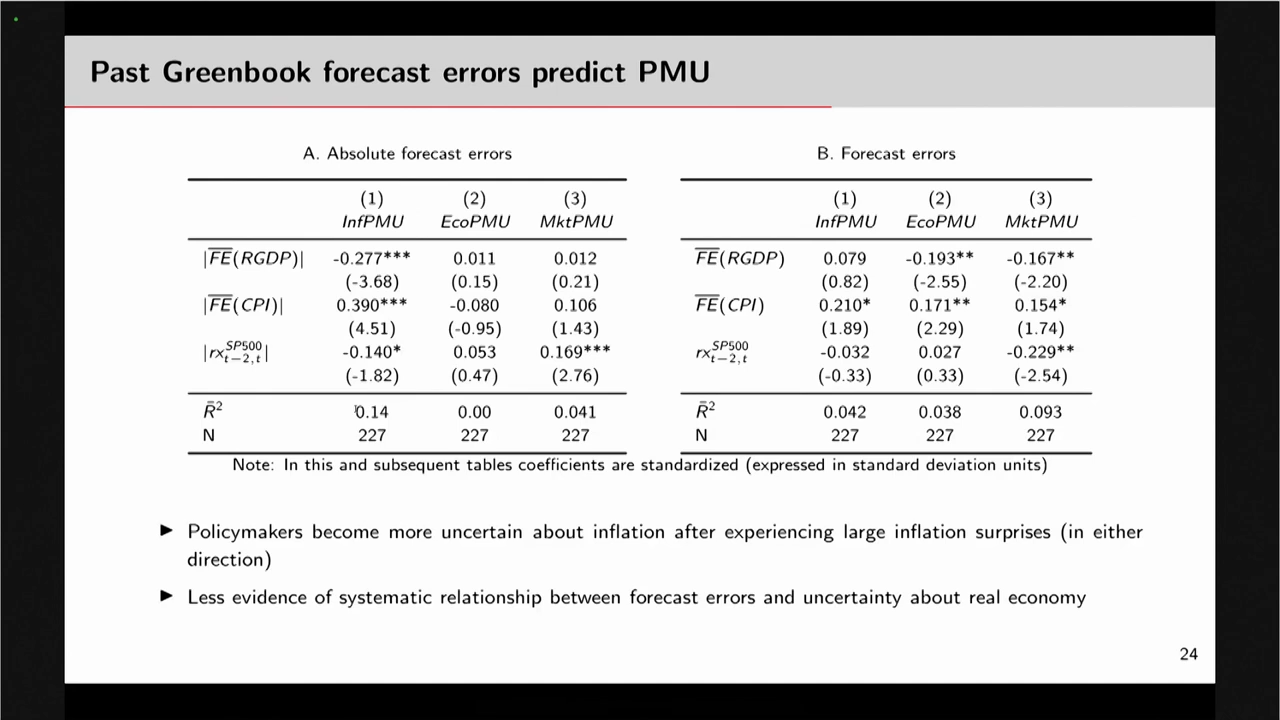 Past Greenbook forecast errors predict PMU
A. Absolute forecast errors
(1) (2) (3)
InfPMU EcoPMU MktPMU
|F̅E̅(RGDP)| -0.277*** 0.011 0.012
(-3.68) (0.15) (0.21)
|F̅E̅(CPI)| 0.390*** -0.080 0.106
(4.51) (-0.95) (1.43)
|rx^{SP500}_{t−2,t}| -0.140* 0.053 0.169***
(-1.82) (0.47) (2.76)
R̄² 0.14 0.00 0.041
N 227 227 227
B. Forecast errors
(1) (2) (3)
InfPMU EcoPMU MktPMU
F̅E̅(RGDP) 0.079 -0.193** -0.167**
(0.82) (-2.55) (-2.20)
F̅E̅(CPI) 0.210* 0.171** 0.154*
(1.89) (2.29) (1.74)
rx^{SP500}_{t−2,t} -0.032 0.027 -0.229**
(-0.33) (0.33) (-2.54)
R̄² 0.042 0.038 0.093
N 227 227 227
Note: In this and subsequent tables coefficients are standardized (expressed in standard deviation units)
▶ Policymakers become more uncertain about inflation after experiencing large inflation surprises (in either
direction)
▶ Less evidence of systematic relationship between forecast errors and uncertainty about real economy
24